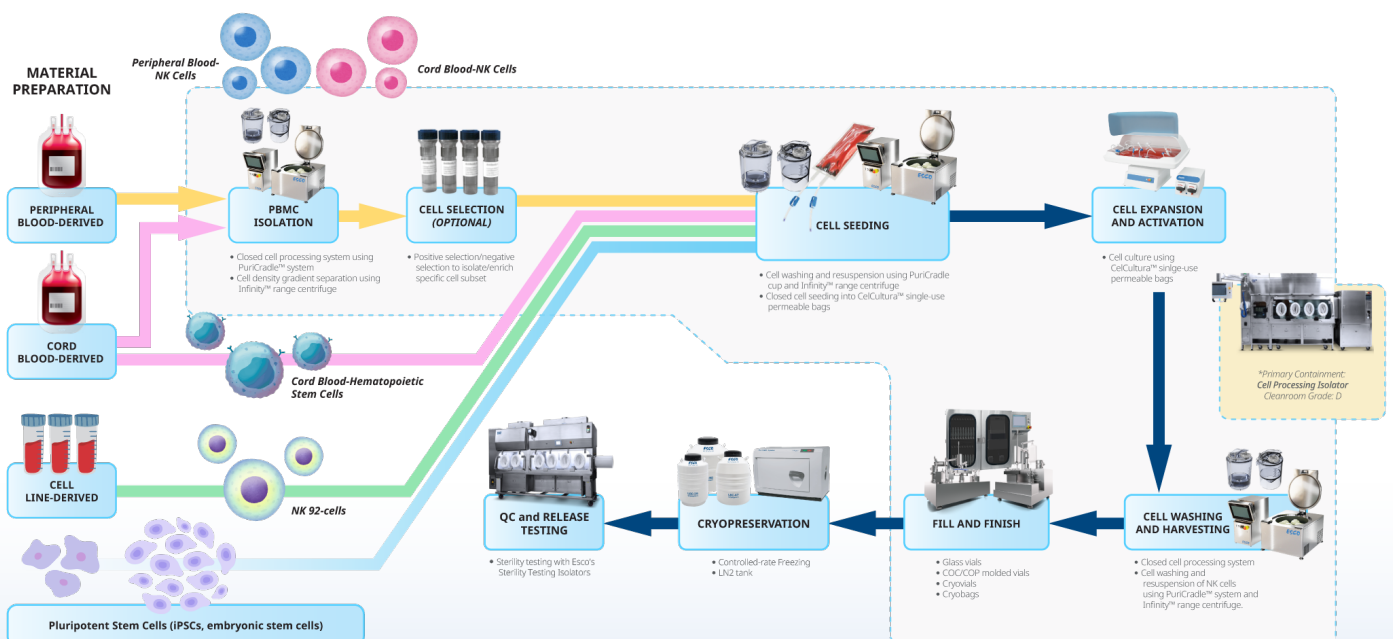 Peripheral Blood-
NK Cells
Cord Blood-NK Cells
MATERIAL
PREPARATION
PERIPHERAL
BLOOD-DERIVED
PBMC
ISOLATION
• Closed cell processing system using
PuriCradle™ system
• Cell density gradient separation using
Infinity™ range centrifuge
CELL SELECTION
(OPTIONAL)
• Positive selection/negative
selection to isolate/enrich
specific cell subset
ESCO
CELL SEEDING
• Cell washing and resuspension using PuriCradle
cup and Infinity™ range centrifuge
• Closed cell seeding into CelCultura™ single-use
permeable bags
CELL EXPANSION
AND ACTIVATION
• Cell culture using
CelCultura™ sinlge-use
permeable bags
*Primary Containment:
Cell Processing Isolator
Cleanroom Grade: D
CORD
BLOOD-DERIVED
Cord Blood-Hematopoietic
Stem Cells
CELL
LINE-DERIVED
NK 92-cells
QC and RELEASE
TESTING
• Sterility testing with Esco's
Sterility Testing Isolators
CRYOPRESERVATION
• Controlled-rate Freezing
• LN2 tank
FILL AND FINISH
• Glass vials
• COC/COP molded vials
• Cryovials
• Cryobags
CELL WASHING
AND HARVESTING
ESCO
• Closed cell processing system
• Cell washing and
resuspension of NK cells
using PuriCradle™ system and
Infinity™ range centrifuge.
Pluripotent Stem Cells (iPSCs, embryonic stem cells)